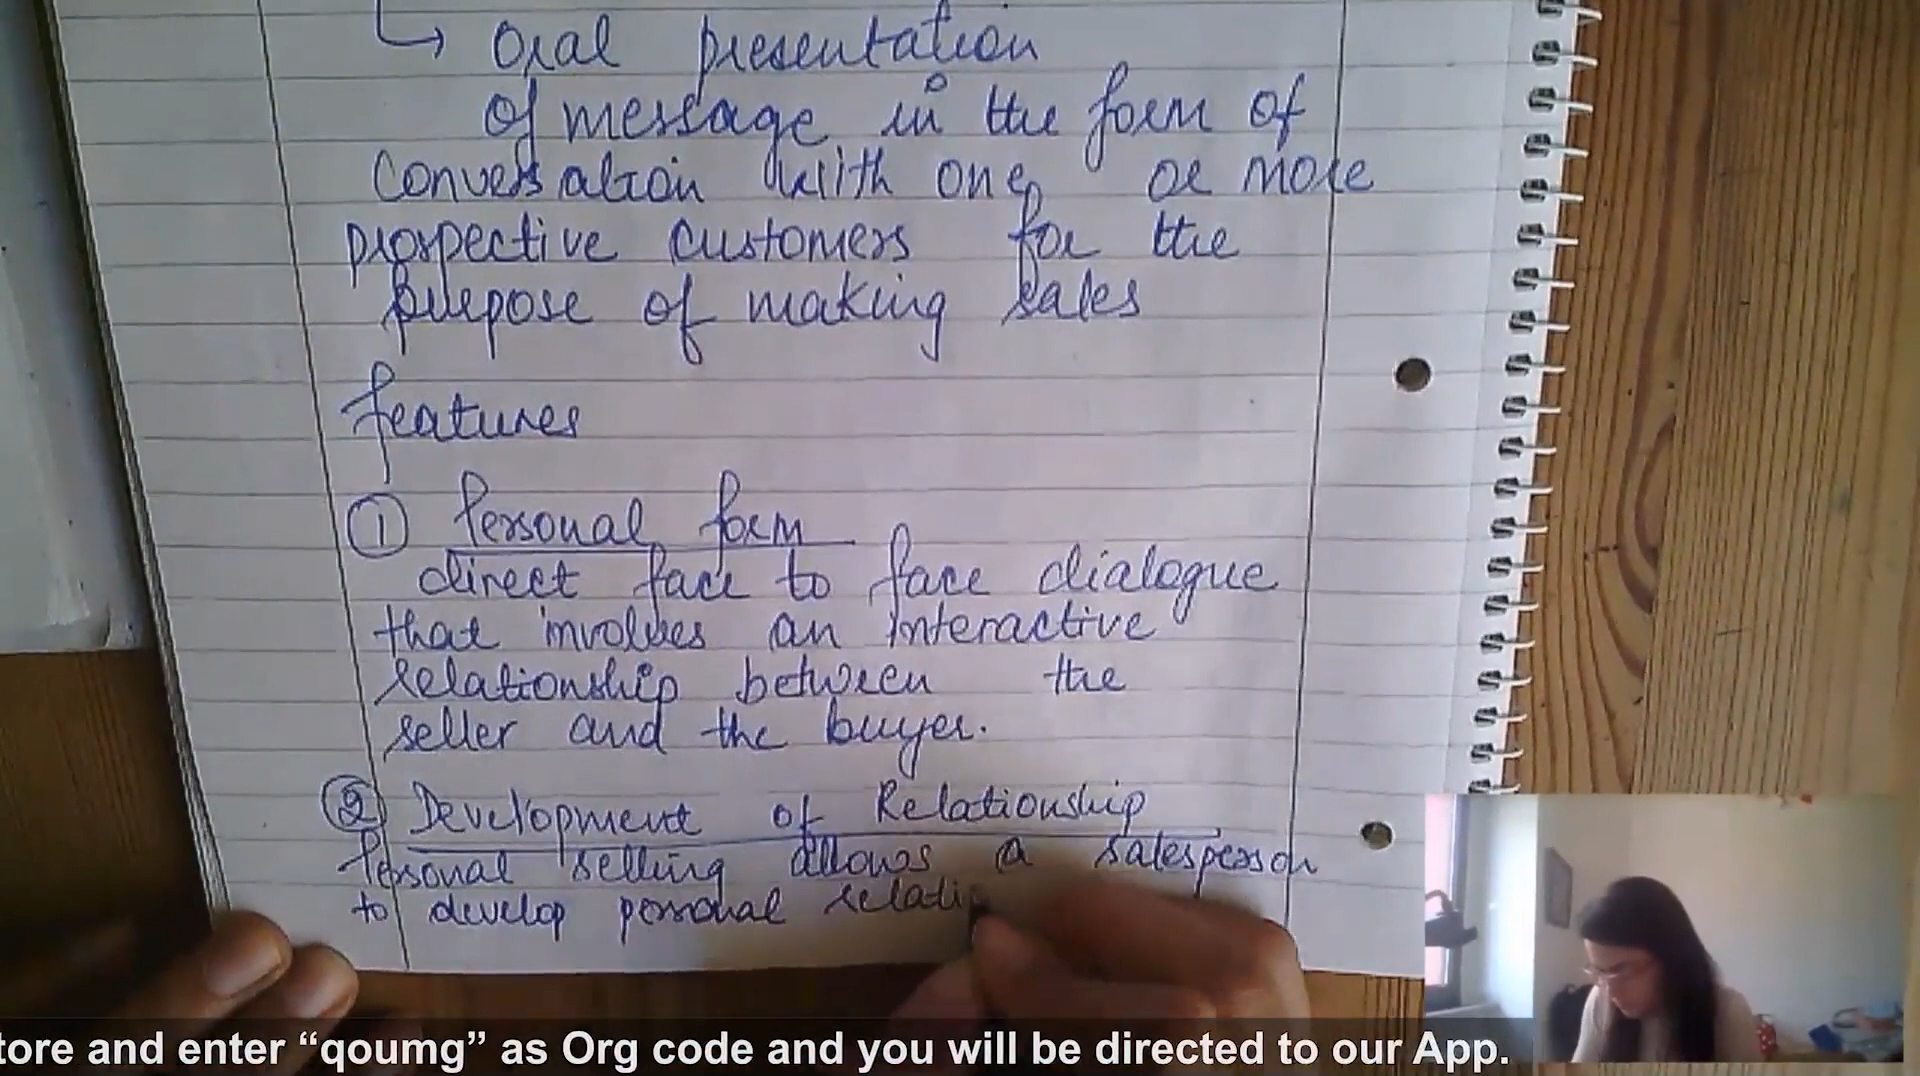 ↳ Oral presentation
of message in the form of
Conversation with one or more
prospective customers for the
purpose of making sales
features
① Personal form
direct face to face dialogue
that involves an interactive
relationship between the
seller and the buyer.
② Development of Relationship
Personal selling allows a salesperson
to develop personal relati
tore and enter “qoumg” as Org code and you will be directed to our App.